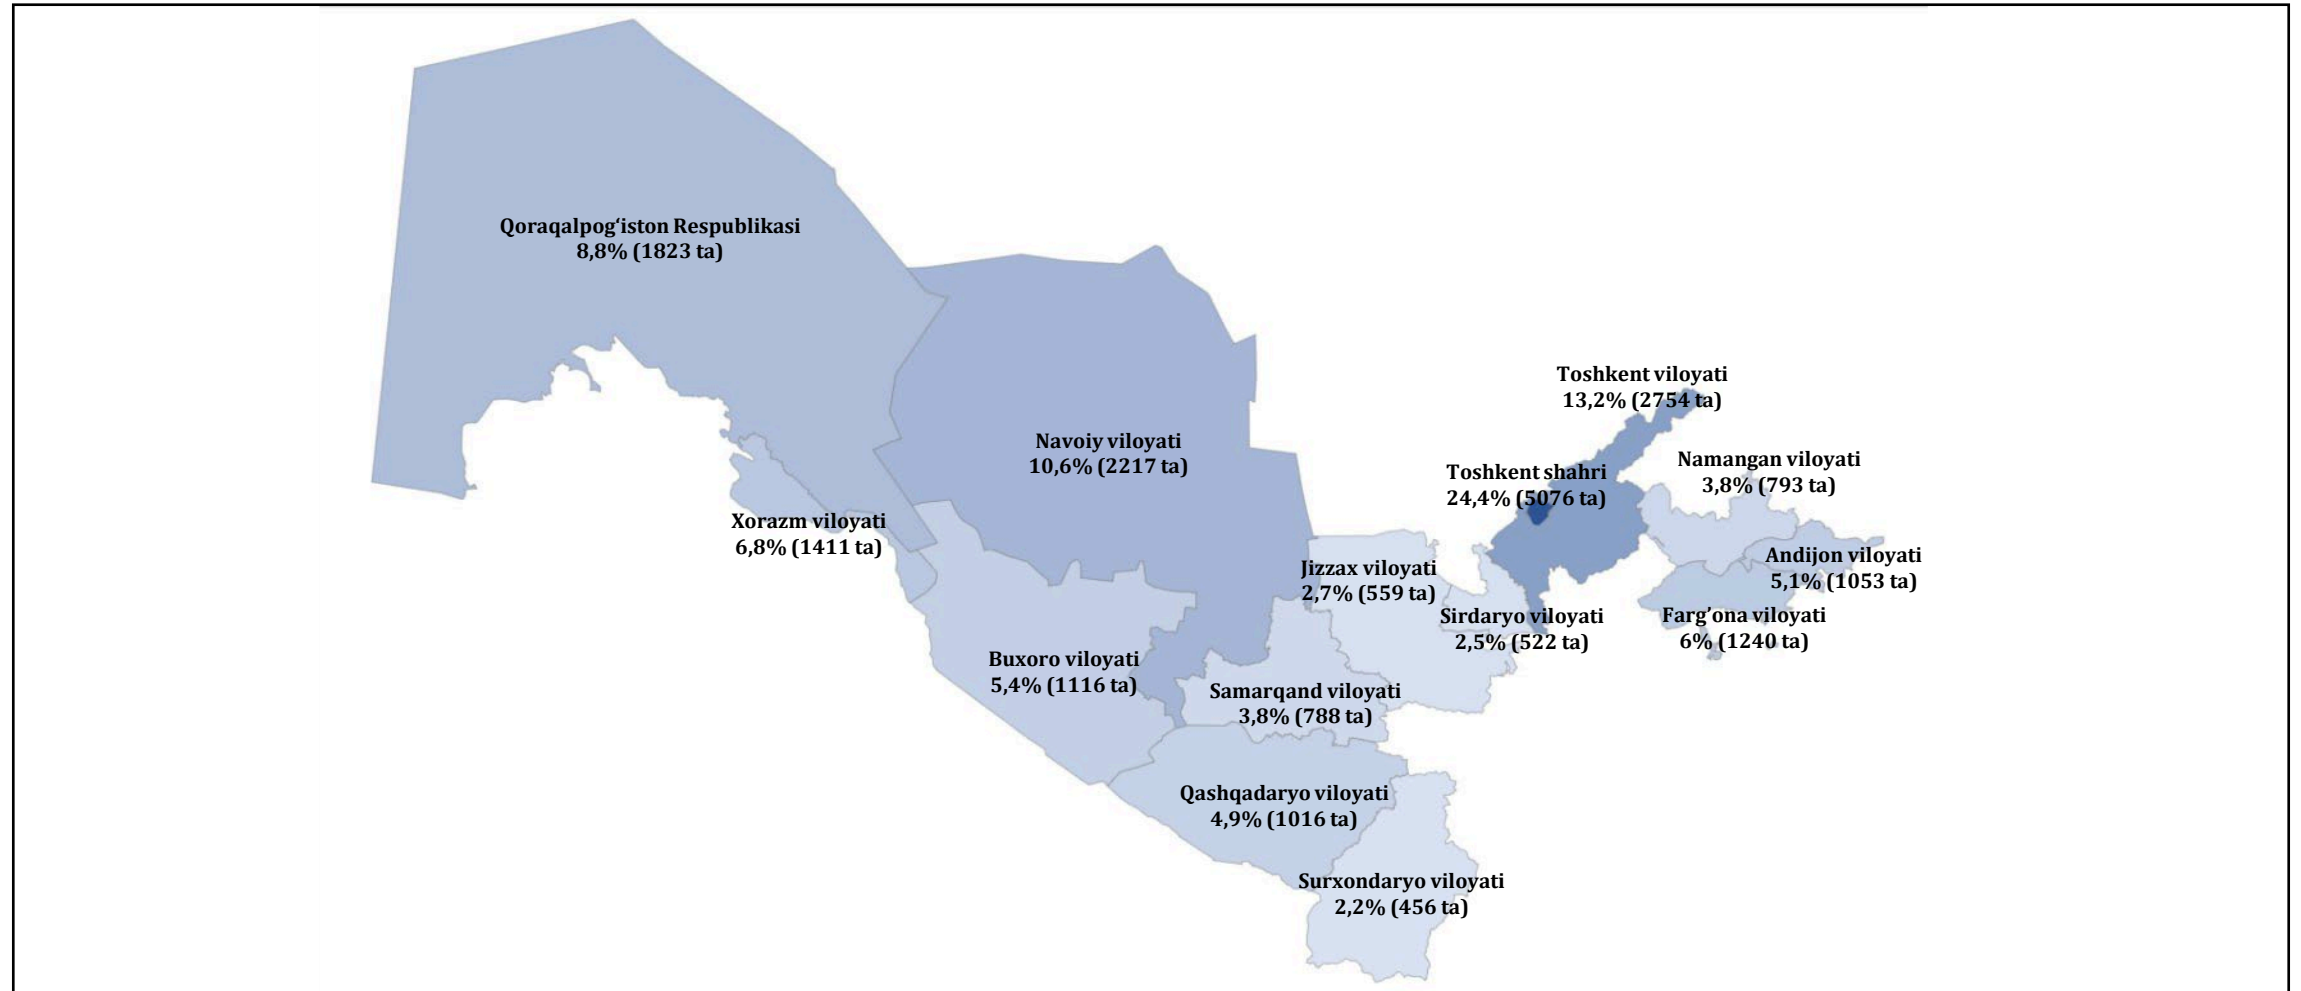 Qoraqalpog‘iston Respublikasi
8,8% (1823 ta)
Navoiy viloyati
10,6% (2217 ta)
Xorazm viloyati
6,8% (1411 ta)
Buxoro viloyati
5,4% (1116 ta)
Toshkent viloyati
13,2% (2754 ta)
Toshkent shahri
24,4% (5076 ta)
Namangan viloyati
3,8% (793 ta)
Andijon viloyati
5,1% (1053 ta)
Farg’ona viloyati
6% (1240 ta)
Jizzax viloyati
2,7% (559 ta)
Sirdaryo viloyati
2,5% (522 ta)
Samarqand viloyati
3,8% (788 ta)
Qashqadaryo viloyati
4,9% (1016 ta)
Surxondaryo viloyati
2,2% (456 ta)